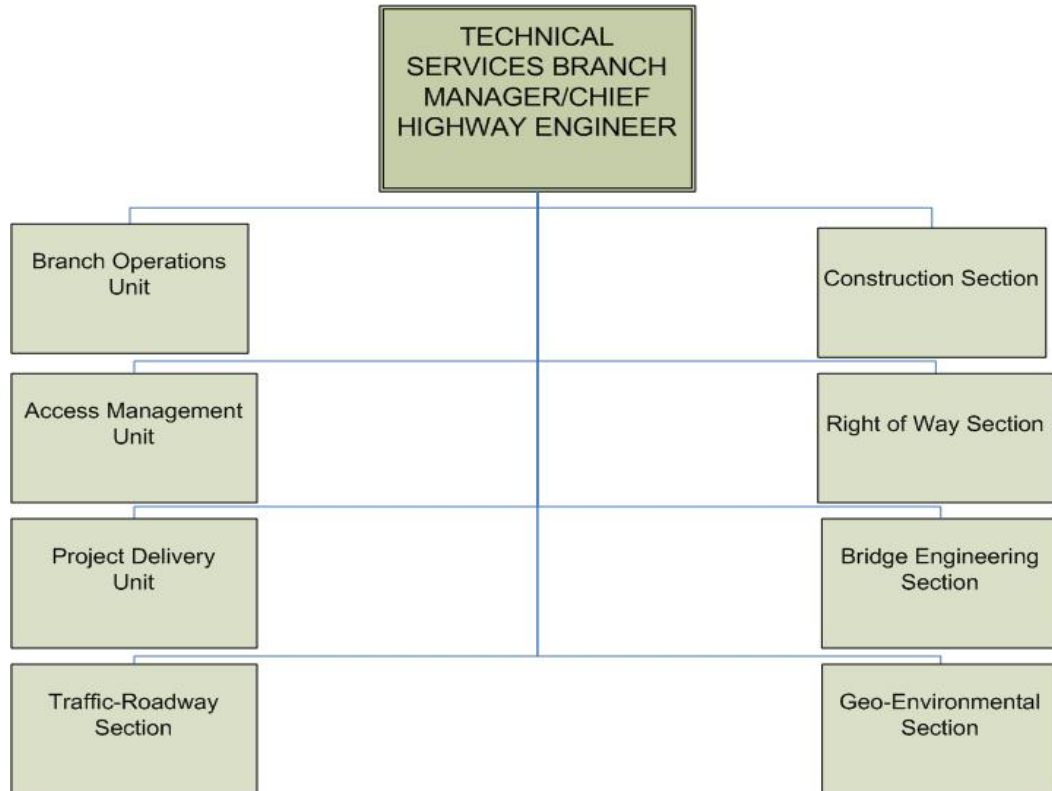 TECHNICAL
SERVICES BRANCH
MANAGER/CHIEF
HIGHWAY ENGINEER
Branch Operations
Unit
Construction Section
Access Management
Unit
Right of Way Section
Project Delivery
Unit
Bridge Engineering
Section
Traffic-Roadway
Section
Geo-Environmental
Section